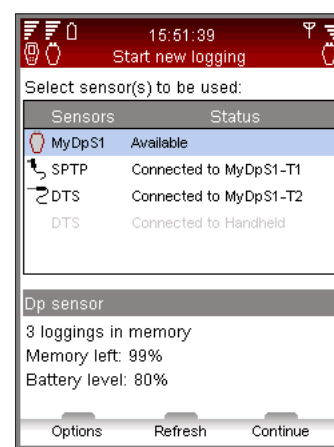 15:51:39
Start new logging
Select sensor(s) to be used:
Sensors Status
MyDpS1 Available
SPTP Connected to MyDpS1-T1
DTS Connected to MyDpS1-T2
DTS Connected to Handheld
Dp sensor
3 loggings in memory
Memory left: 99%
Battery level: 80%
Options Refresh Continue